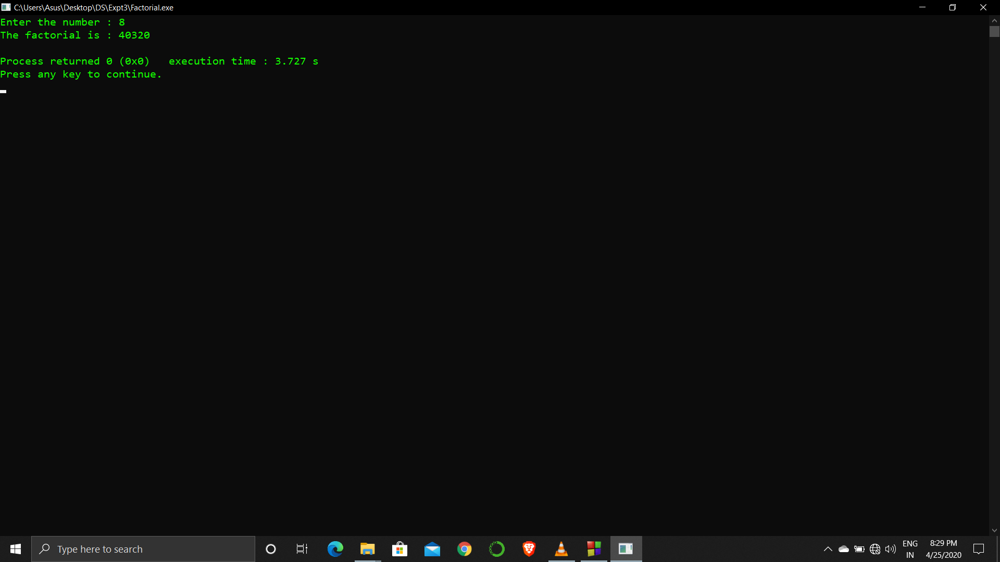 C:\Users\Asus\Desktop\DS\Expt3\Factorial.exe
Enter the number : 8
The factorial is : 40320
Process returned 0 (0x0)   execution time : 3.727 s
Press any key to continue.
Type here to search
ENG
IN
8:29 PM
4/25/2020